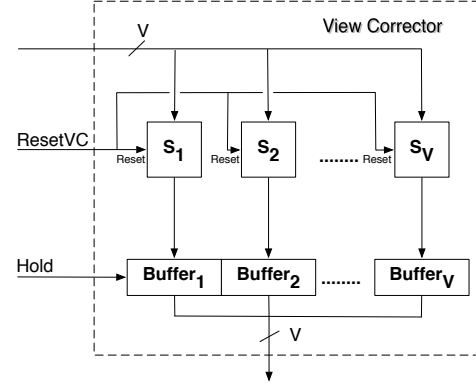 V
View Corrector
ResetVC
Reset S1 Reset S2 ........ Reset SV
Hold
Buffer1 Buffer2 ........ BufferV
V